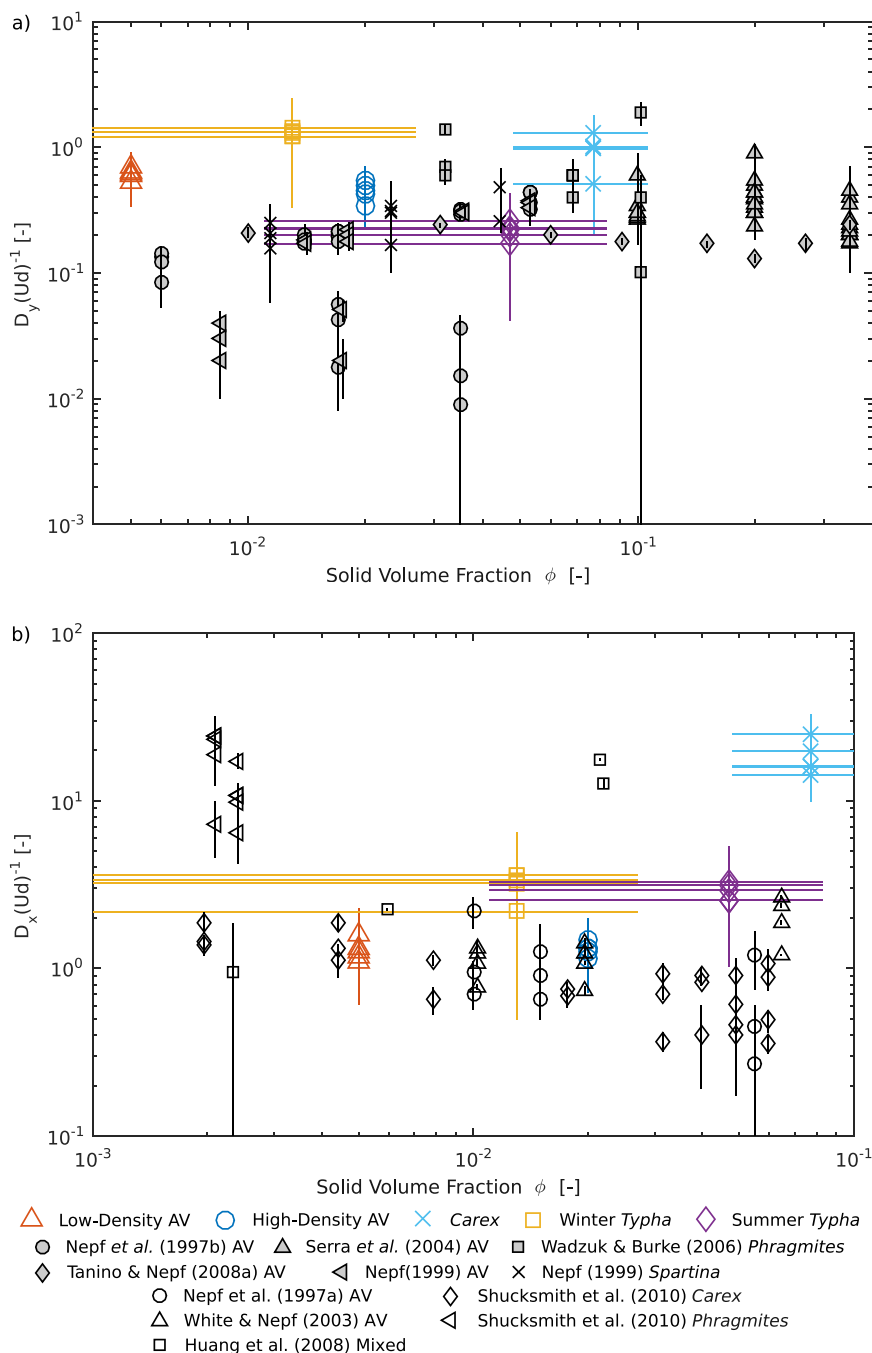 a)
10^1
10^0
10^-1
10^-2
10^-3
D_y(Ud)^-1 [-]
10^-2
10^-1
Solid Volume Fraction ϕ [-]
b)
10^2
10^1
10^0
10^-1
D_x(Ud)^-1 [-]
10^-3
10^-2
10^-1
Solid Volume Fraction ϕ [-]
Low-Density AV High-Density AV Carex Winter Typha Summer Typha
Nepf et al. (1997b) AV Serra et al. (2004) AV Wadzuk & Burke (2006) Phragmites
Tanino & Nepf (2008a) AV Nepf(1999) AV Nepf (1999) Spartina
Nepf et al. (1997a) AV Shucksmith et al. (2010) Carex
White & Nepf (2003) AV Shucksmith et al. (2010) Phragmites
Huang et al. (2008) Mixed